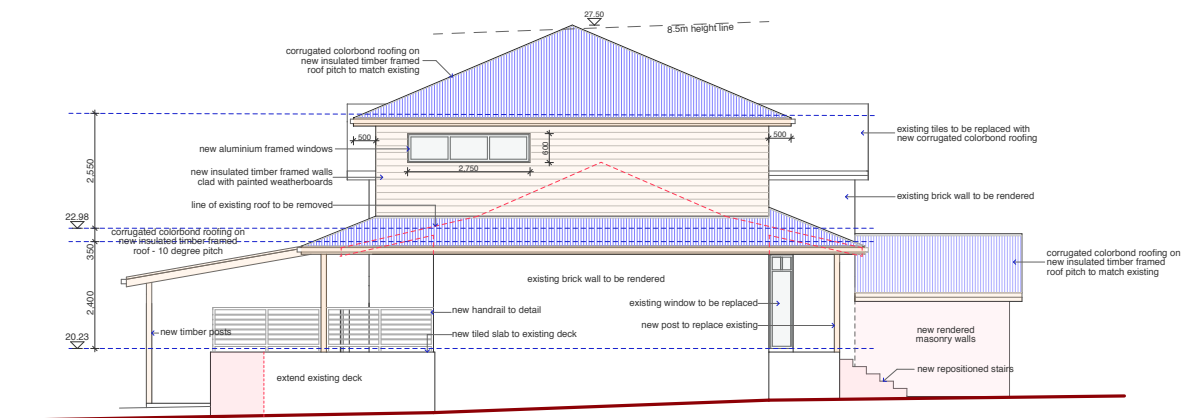 27.50
8.5m height line
corrugated colorbond roofing on
new insulated timber framed
roof pitch to match existing
500
500
new aluminium framed windows
600
2,750
existing tiles to be replaced with
new corrugated colorbond roofing
new insulated timber framed walls
clad with painted weatherboards
2,550
line of existing roof to be removed
existing brick wall to be rendered
22.98
corrugated colorbond roofing on
new insulated timber framed
roof - 10 degree pitch
350
corrugated colorbond roofing on
new insulated timber framed
roof pitch to match existing
existing brick wall to be rendered
2,400
existing window to be replaced
new handrail to detail
new post to replace existing
new timber posts
new tiled slab to existing deck
20.23
new rendered
masonry walls
new repositioned stairs
extend existing deck